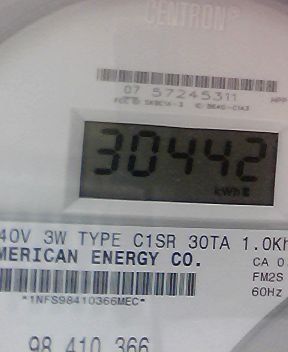 CENTRON®
07 57245311
30442
kWh
40V 3W TYPE C1SR 30TA 1.0Kh
MERICAN ENERGY CO.
CA 0
FM2S
60Hz
*1NFS98410366MEC*
98 410 366